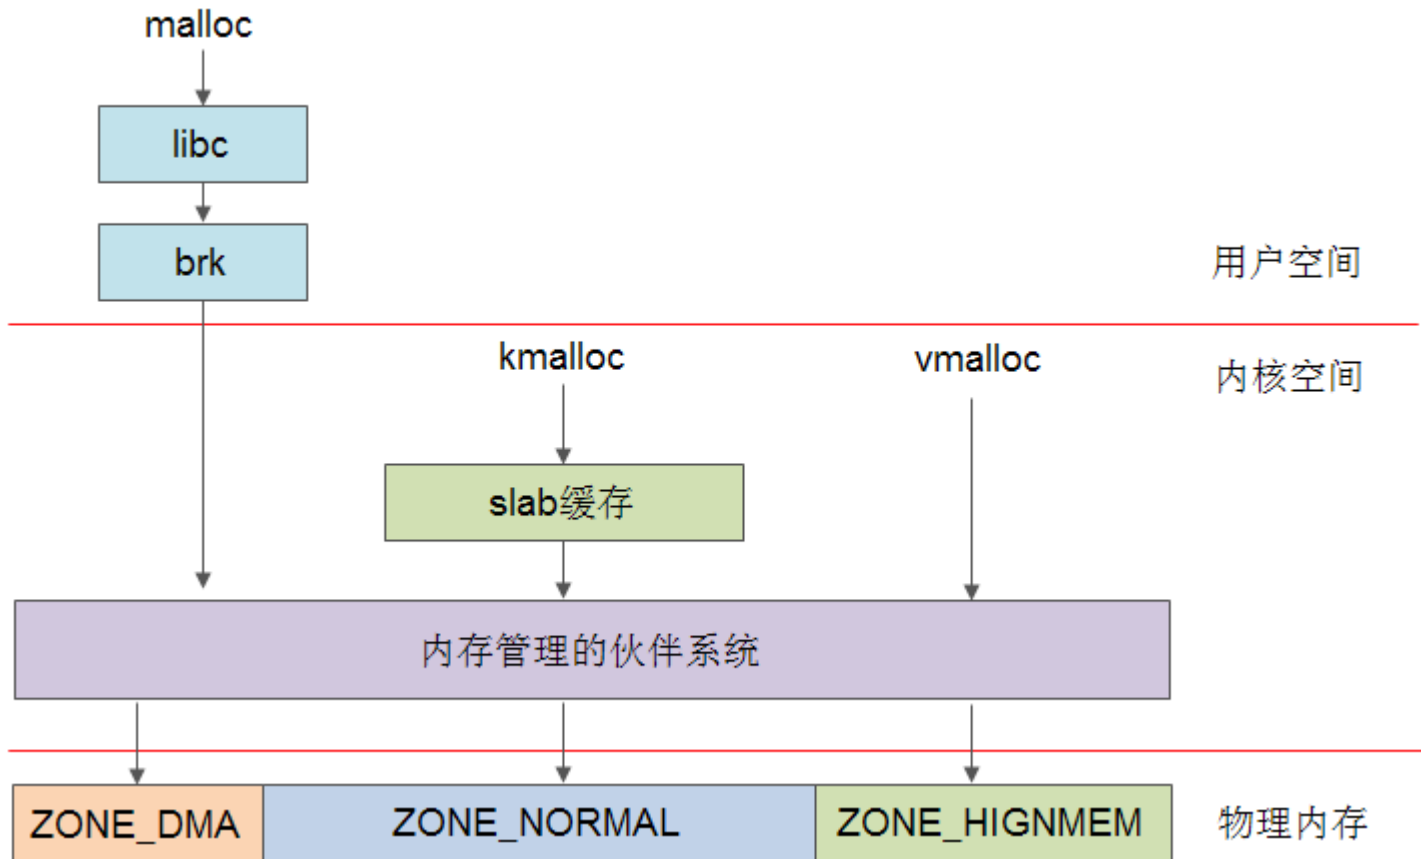 malloc
libc
brk
用户空间
kmalloc
vmalloc
内核空间
slab缓存
内存管理的伙伴系统
ZONE_DMA
ZONE_NORMAL
ZONE_HIGNMEM
物理内存